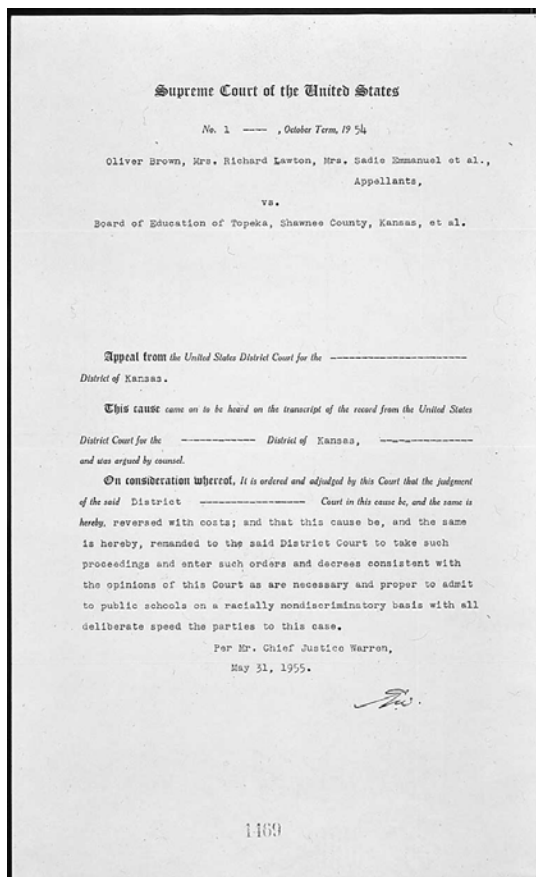 Supreme Court of the United States
No. 1 ---- , October Term, 1954
Oliver Brown, Mrs. Richard Lawton, Mrs. Sadie Emmanuel et al.,
Appellants,
vs.
Board of Education of Topeka, Shawnee County, Kansas, et al.
Appeal from the United States District Court for the ----------------------
District of Kansas.
This cause came on to be heard on the transcript of the record from the United States
District Court for the ------------ District of Kansas, ---------------
and was argued by counsel.
On consideration whereof, It is ordered and adjudged by this Court that the judgment
of the said District ----------------- Court in this cause be, and the same is
hereby, reversed with costs; and that this cause be, and the same
is hereby, remanded to the said District Court to take such
proceedings and enter such orders and decrees consistent with
the opinions of this Court as are necessary and proper to admit
to public schools on a racially nondiscriminatory basis with all
deliberate speed the parties to this case.
Per Mr. Chief Justice Warren,
May 31, 1955.
1469